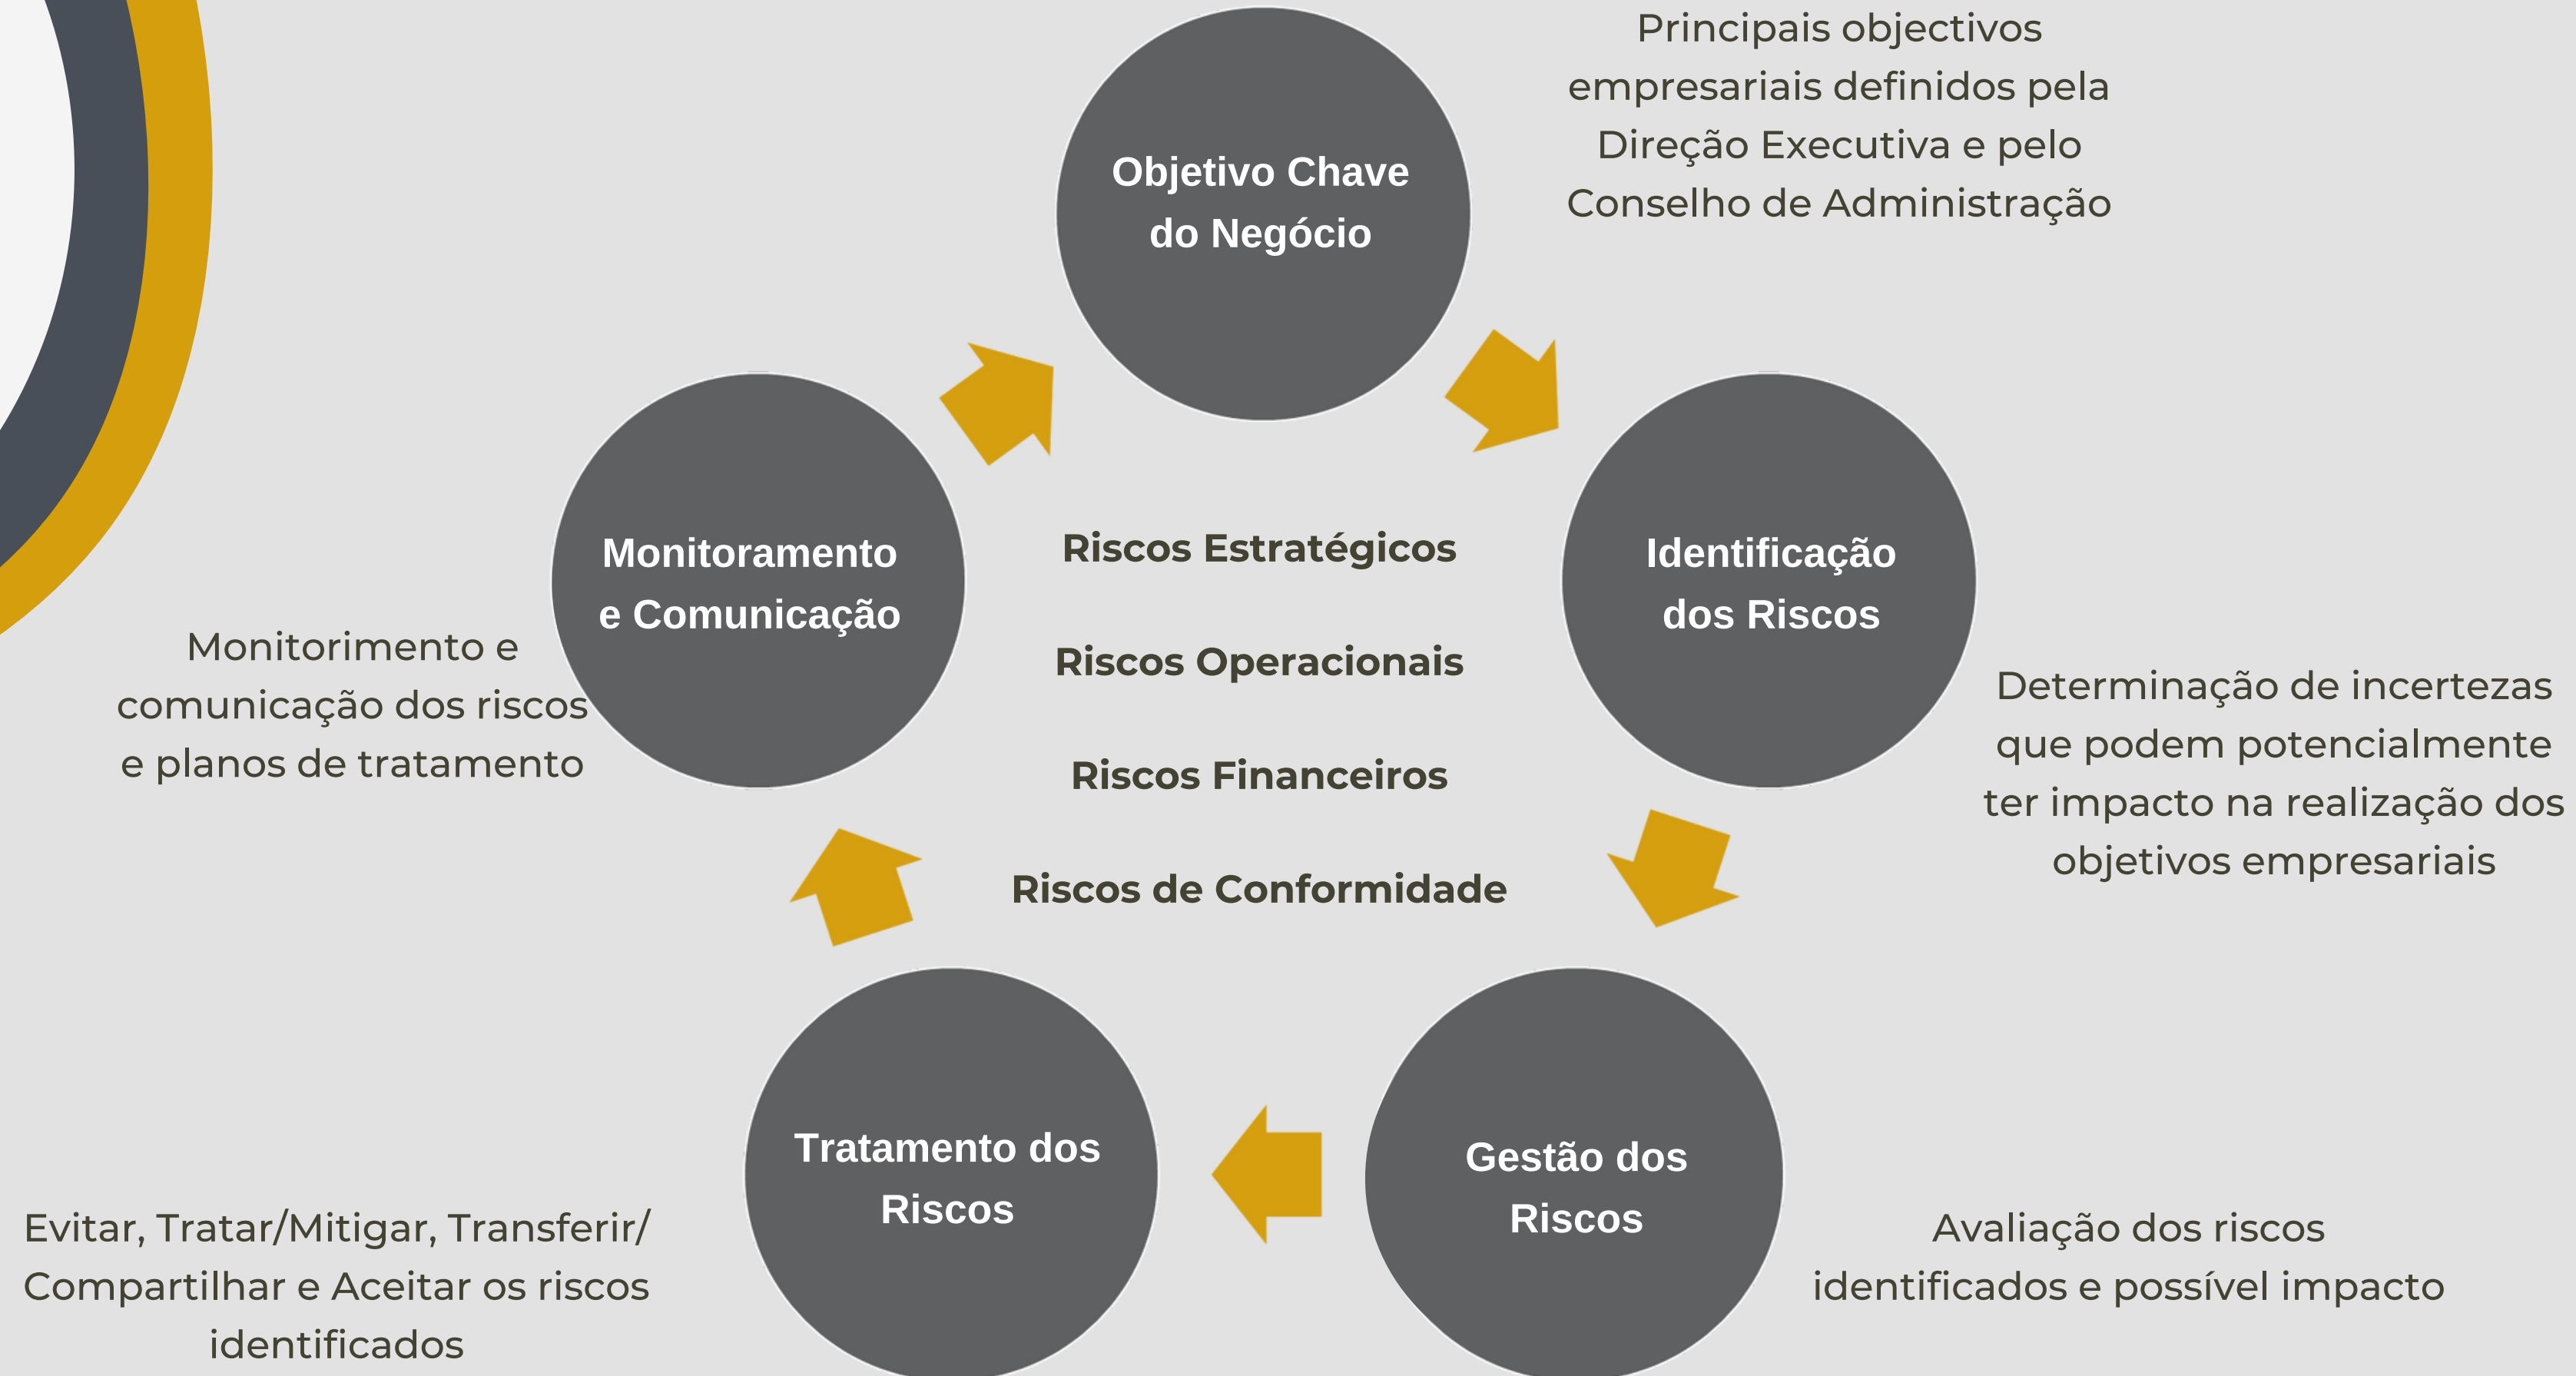 Principais objectivos
empresariais definidos pela
Direção Executiva e pelo
Conselho de Administração
Objetivo Chave
do Negócio
Identificação
dos Riscos
Determinação de incertezas
que podem potencialmente
ter impacto na realização dos
objetivos empresariais
Gestão dos
Riscos
Avaliação dos riscos
identificados e possível impacto
Tratamento dos
Riscos
Evitar, Tratar/Mitigar, Transferir/
Compartilhar e Aceitar os riscos
identificados
Monitoramento
e Comunicação
Monitorimento e
comunicação dos riscos
e planos de tratamento
Riscos Estratégicos
Riscos Operacionais
Riscos Financeiros
Riscos de Conformidade